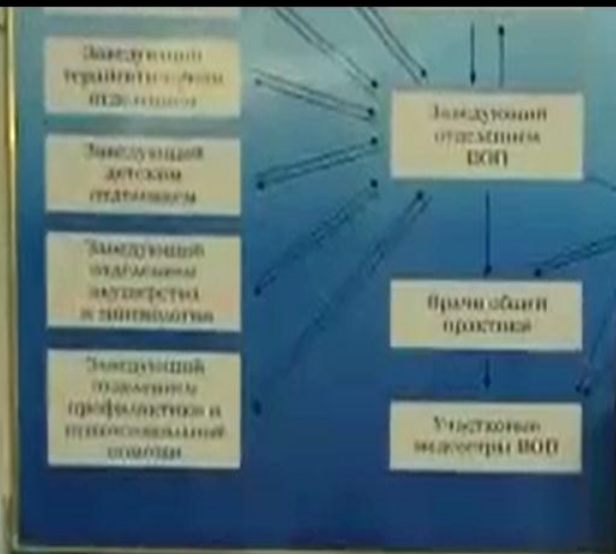 Заведующий
терапевтическим
отделением
Заведующий
детским
отделением
Заведующий
отделением
акушерства
и гинекологии
Заведующий
отделением
профилактики и
помощи
Заведующий
отделением
ВОП
Врачи общей
практики
Участковые
медсестры ВОП